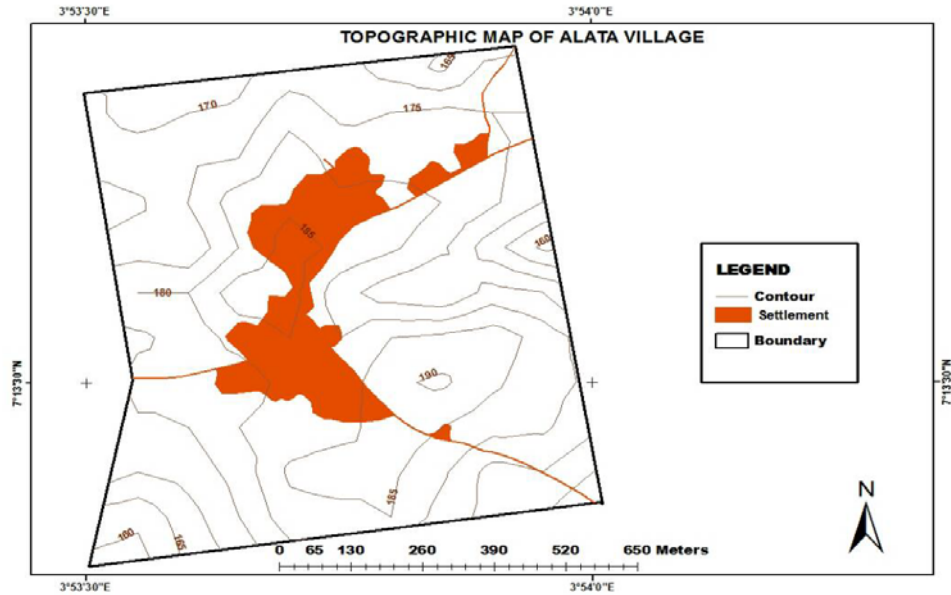 3°53'30"E 3°54'0"E
TOPOGRAPHIC MAP OF ALATA VILLAGE
165
170 175
185
160
180
190
185
160
165
7°13'30"N
7°13'30"N
LEGEND
Contour
Settlement
Boundary
N
0 65 130 260 390 520 650 Meters
3°53'30"E 3°54'0"E